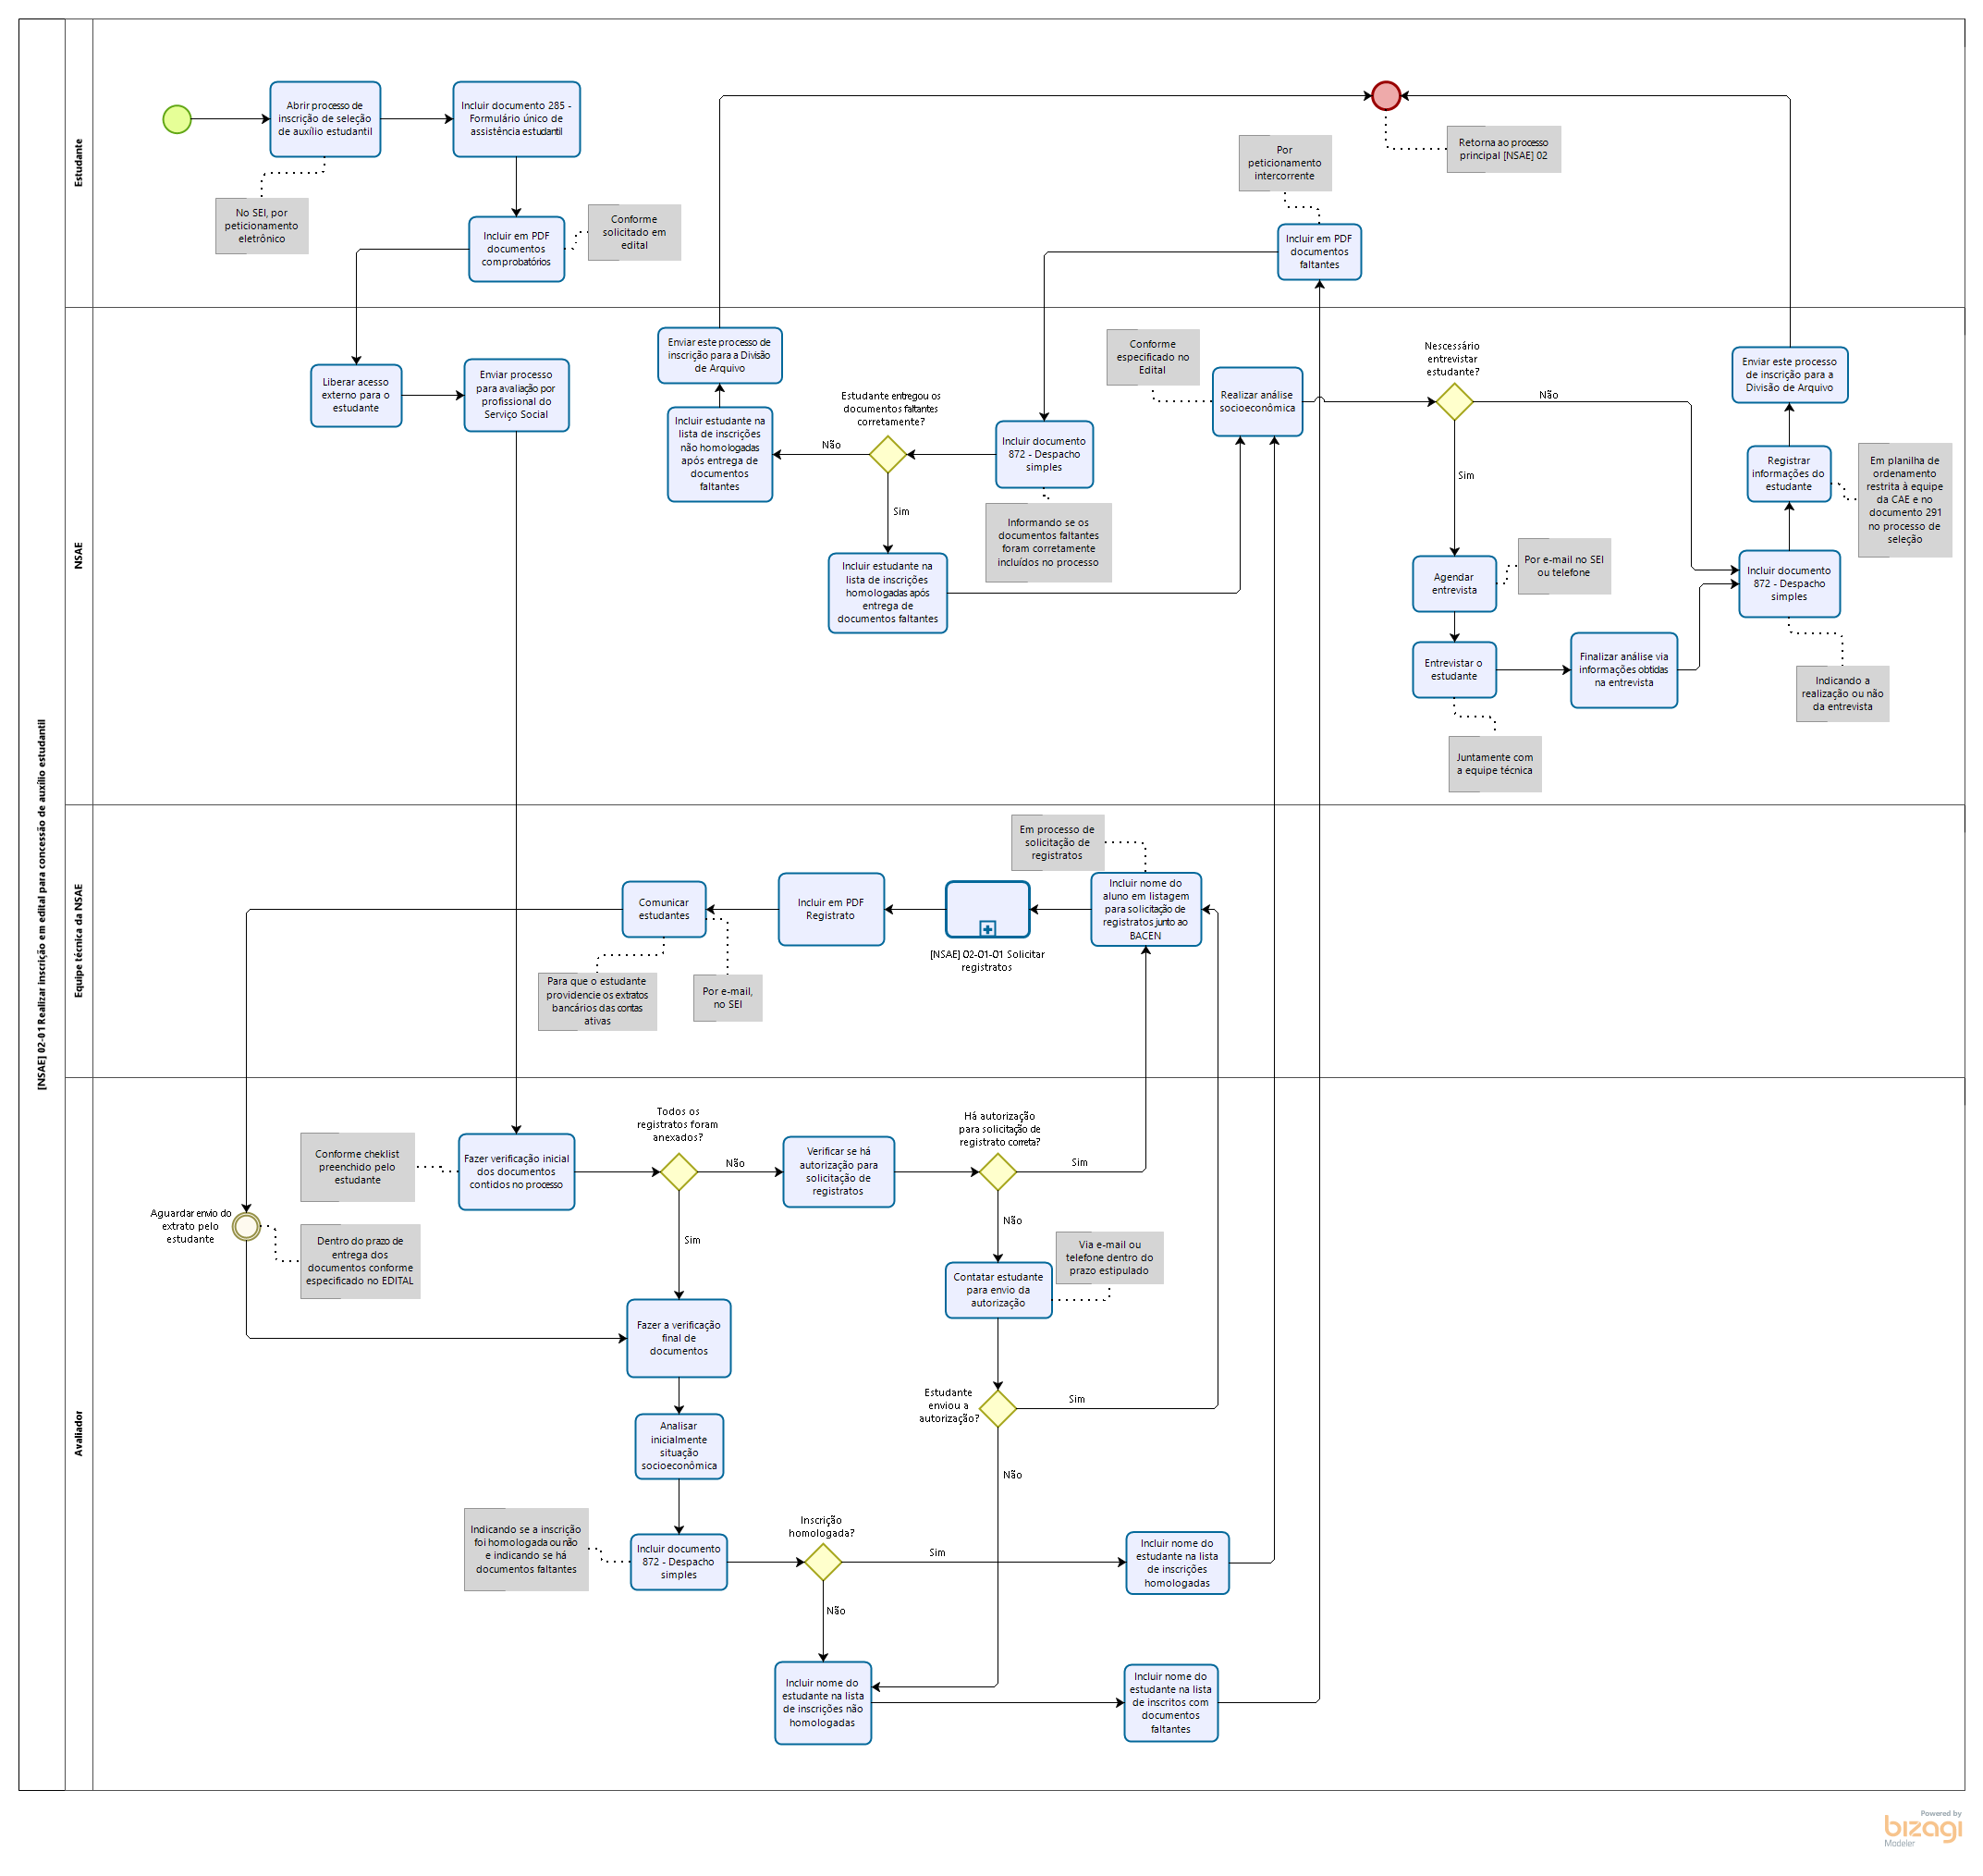 [NSAE] 02-01 Realizar inscrição em edital para concessão de auxílio estudantil
Estudante
Abrir processo de
inscrição de seleção
de auxílio estudantil
Incluir documento 285 -
Formulário único de
assistência estudantil
No SEI, por
peticionamento
eletrônico
Incluir em PDF
documentos
comprobatórios
Conforme
solicitado em
edital
Por
peticionamento
intercorrente
Retorna ao processo
principal [NSAE] 02
Incluir em PDF
documentos
faltantes
NSAE
Liberar acesso
externo para o
estudante
Enviar processo
para avaliação por
profissional do
Serviço Social
Enviar este processo de
inscrição para a Divisão
de Arquivo
Incluir estudante na
lista de inscrições
não homologadas
após entrega de
documentos
faltantes
Estudante entregou os
documentos faltantes
corretamente?
Não
Sim
Incluir estudante na
lista de inscrições
homologadas após
entrega de
documentos faltantes
Incluir documento
872 - Despacho
simples
Informando se os
documentos faltantes
foram corretamente
incluídos no processo
Conforme
especificado no
Edital
Realizar análise
socioeconômica
Nescessário
entrevistar
estudante?
Não
Sim
Agendar
entrevista
Por e-mail no SEI
ou telefone
Entrevistar o
estudante
Juntamente com
a equipe técnica
Finalizar análise via
informações obtidas
na entrevista
Enviar este processo
de inscrição para a
Divisão de Arquivo
Registrar
informações do
estudante
Em planilha de
ordenamento
restrita à equipe
da CAE e no
documento 291
no processo de
seleção
Incluir documento
872 - Despacho
simples
Indicando a
realização ou não
da entrevista
Equipe técnica da NSAE
Comunicar
estudantes
Para que o estudante
providencie os extratos
bancários das contas
ativas
Por e-mail,
no SEI
Incluir em PDF
Registrato
[NSAE] 02-01-01 Solicitar
registratos
Em processo de
solicitação de
registratos
Incluir nome do
aluno em listagem
para solicitação de
registratos junto ao
BACEN
Avaliador
Aguardar envio do
extrato pelo
estudante
Dentro do prazo de
entrega dos
documentos conforme
especificado no EDITAL
Conforme cheklist
preenchido pelo
estudante
Fazer verificação inicial
dos documentos
contidos no processo
Todos os
registratos foram
anexados?
Não
Sim
Verificar se há
autorização para
solicitação de
registratos
Há autorização
para solicitação de
registrato correta?
Sim
Não
Via e-mail ou
telefone dentro do
prazo estipulado
Contatar estudante
para envio da
autorização
Fazer a verificação
final de
documentos
Estudante
enviou a
autorização?
Sim
Não
Analisar
inicialmente
situação
socioeconômica
Indicando se a inscrição
foi homologada ou não
e indicando se há
documentos faltantes
Incluir documento
872 - Despacho
simples
Inscrição
homologada?
Sim
Não
Incluir nome do
estudante na lista
de inscrições
homologadas
Incluir nome do
estudante na lista
de inscrições não
homologadas
Incluir nome do
estudante na lista
de inscritos com
documentos
faltantes
Powered by
bizagi
Modeler